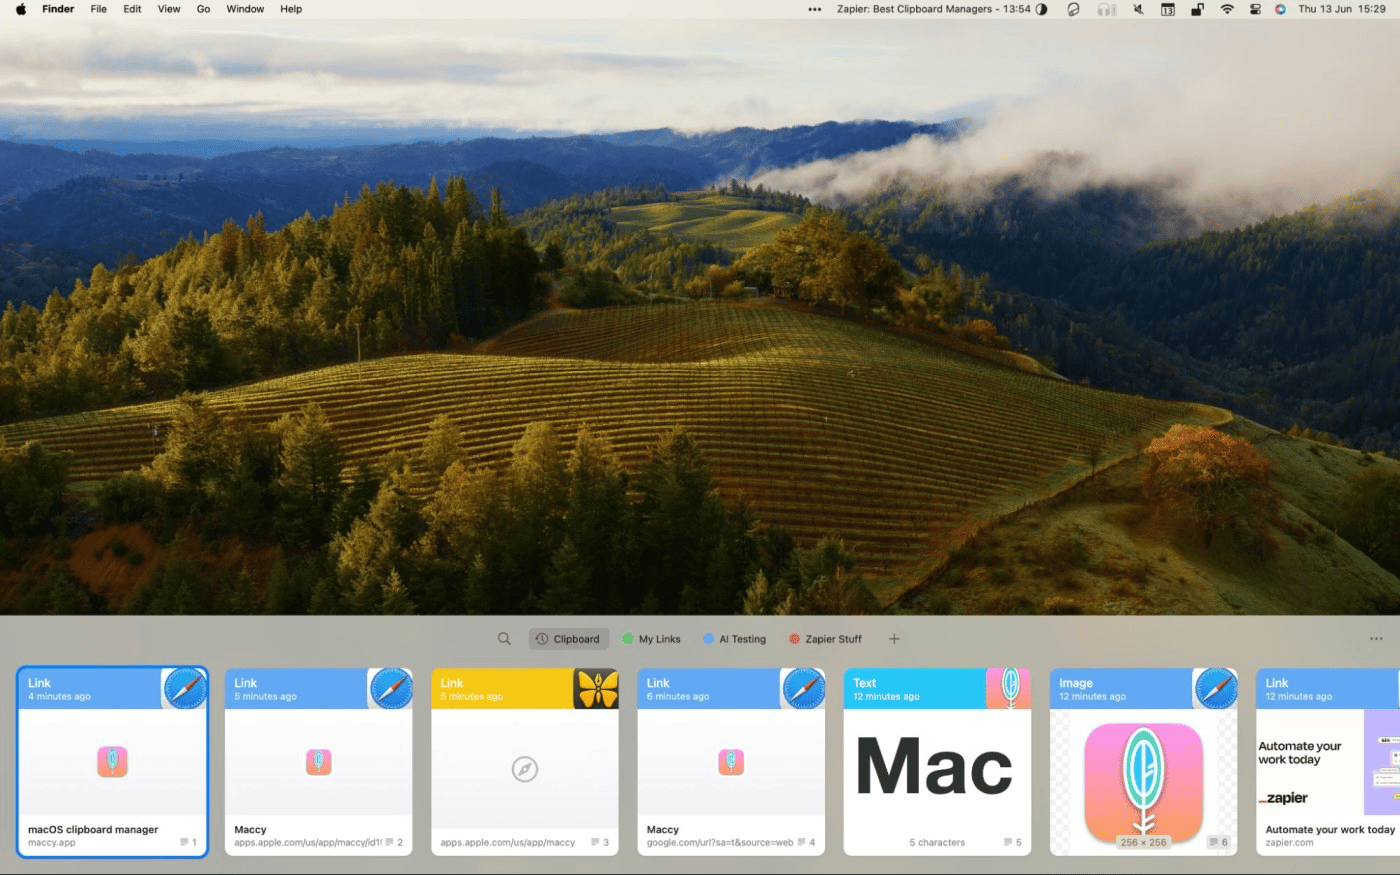 Finder File Edit View Go Window Help ••• Zapier: Best Clipboard Managers - 13:54 13 Thu 13 Jun 15:29
Clipboard My Links AI Testing Zapier Stuff + •••
Link
4 minutes ago
macOS clipboard manager
maccy.app 1
Link
5 minutes ago
Maccy
apps.apple.com/us/app/maccy/id1! 2
Link
5 minutes ago
apps.apple.com/us/app/maccy 3
Link
6 minutes ago
Maccy
google.com/url?sa=t&source=web 4
Text
12 minutes ago
Mac
5 characters 5
Image
12 minutes ago
256 × 256 6
Link
12 minutes ago
Automate your
work today
zapier
Automate your work today
zapier.com